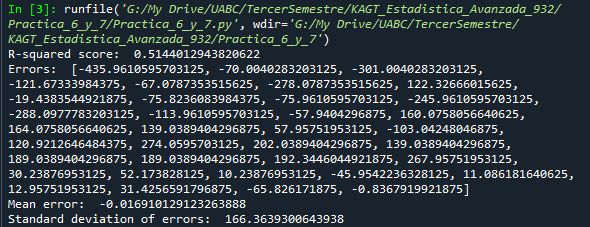 In [3]: runfile('G:/My Drive/UABC/TercerSemestre/KAGT_Estadistica_Avanzada_932/
Practica_6_y_7/Practica_6_y_7.py', wdir='G:/My Drive/UABC/TercerSemestre/
KAGT_Estadistica_Avanzada_932/Practica_6_y_7')
R-squared score:  0.5144012943820622
Errors:  [-435.9610595703125, -70.0040283203125, -301.0040283203125,
-121.67333984375, -67.0787353515625, -278.0787353515625, 122.32666015625,
-19.4383544921875, -75.8236083984375, -75.9610595703125, -245.9610595703125,
-288.0977783203125, -113.9610595703125, -57.9404296875, 160.0758056640625,
164.0758056640625, 139.0389404296875, 57.95751953125, -103.04248046875,
120.9212646484375, 274.0595703125, 202.0389404296875, 139.0389404296875,
189.0389404296875, 189.0389404296875, 192.3446044921875, 267.95751953125,
30.23876953125, 52.173828125, 10.23876953125, -45.9542236328125, 11.086181640625,
12.95751953125, 31.4256591796875, -65.826171875, -0.8367919921875]
Mean error:  -0.016910129123263888
Standard deviation of errors:  166.3639300643938